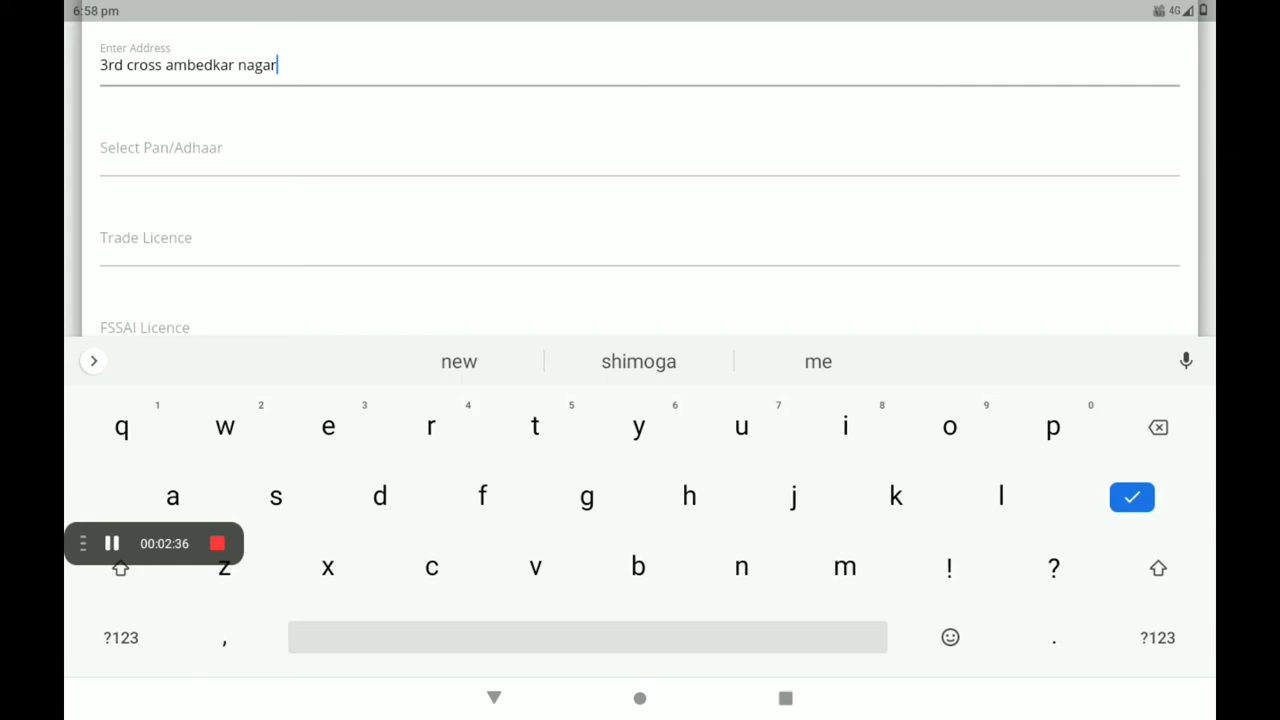 6:58 pm 4G
Enter Address
3rd cross ambedkar nagar
Select Pan/Adhaar
Trade Licence
FSSAI Licence
new shimoga me
1 2 3 4 5 6 7 8 9 0
q w e r t y u i o p
a s d f g h j k l
00:02:36
z x c v b n m ! ?
?123 , . ?123